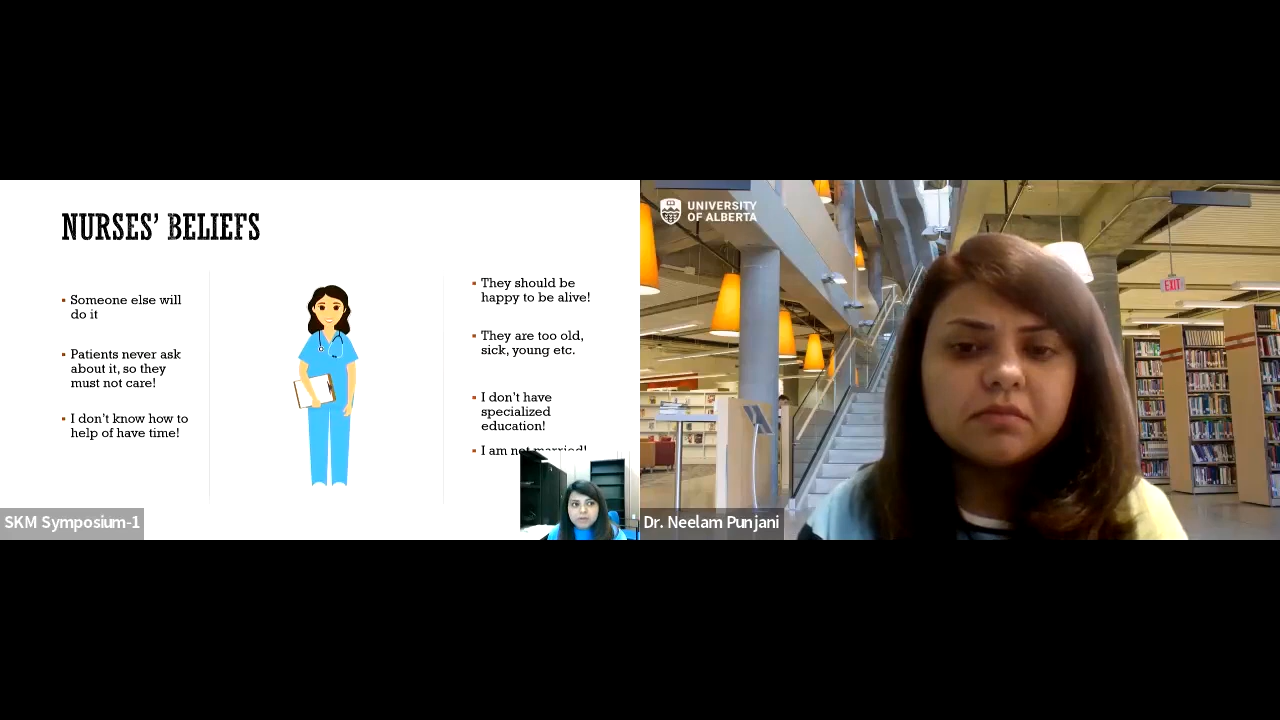 NURSES' BELIEFS
Someone else will
do it
Patients never ask
about it, so they
must not care!
I don't know how to
help of have time!
They should be
happy to be alive!
They are too old,
sick, young etc.
I don't have
specialized
education!
I am not married!
SKM Symposium-1
UNIVERSITY
OF ALBERTA
EXIT
Dr. Neelam Punjani